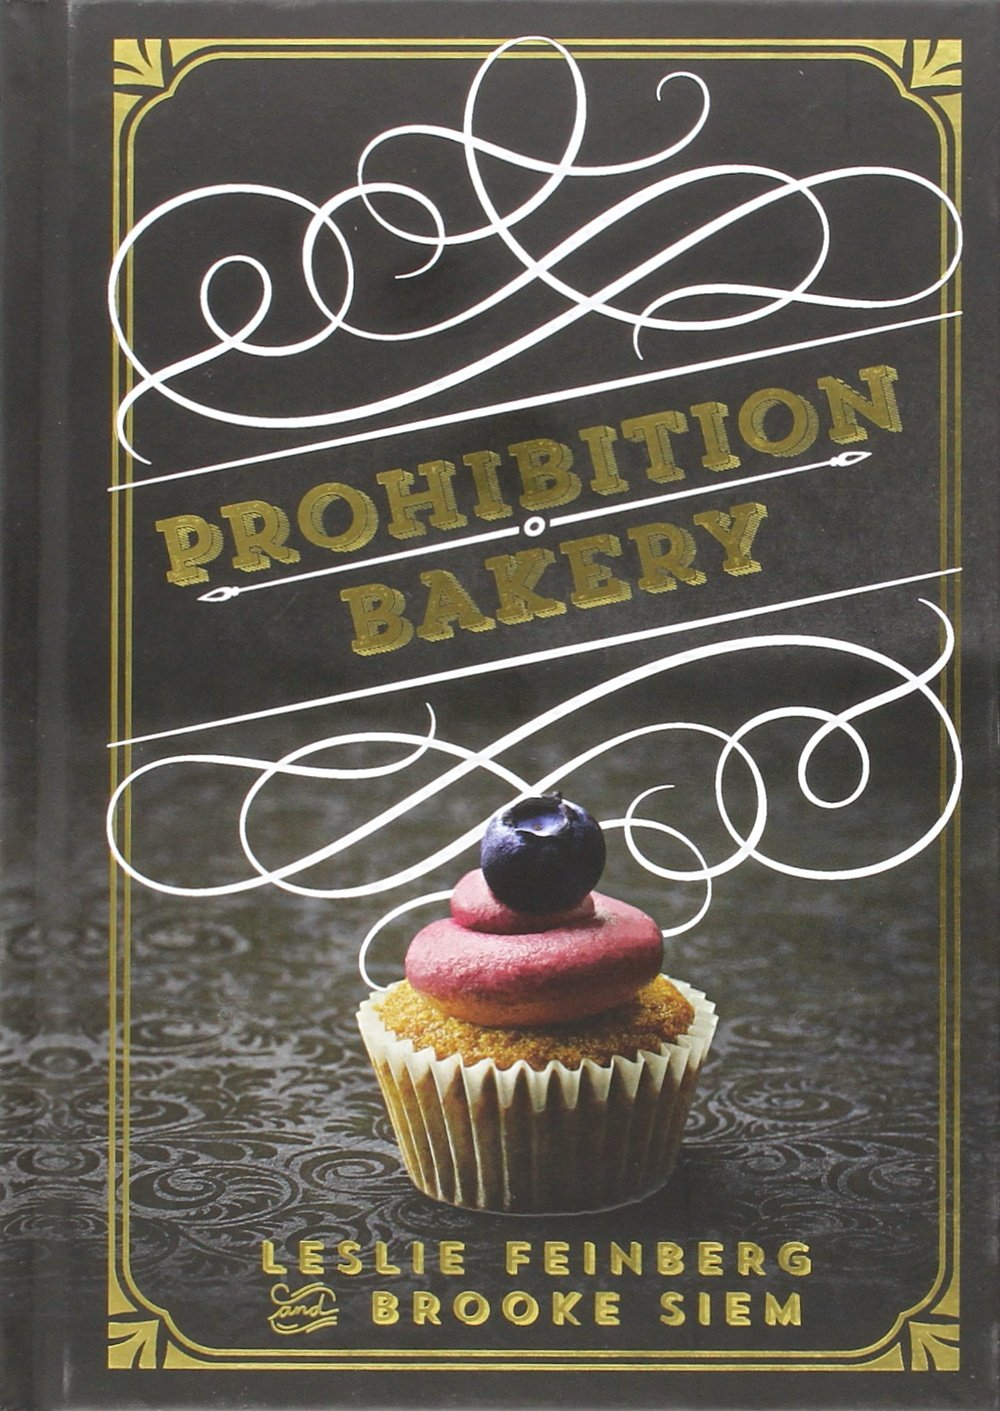 PROHIBITION
BAKERY
LESLIE FEINBERG
and BROOKE SIEM